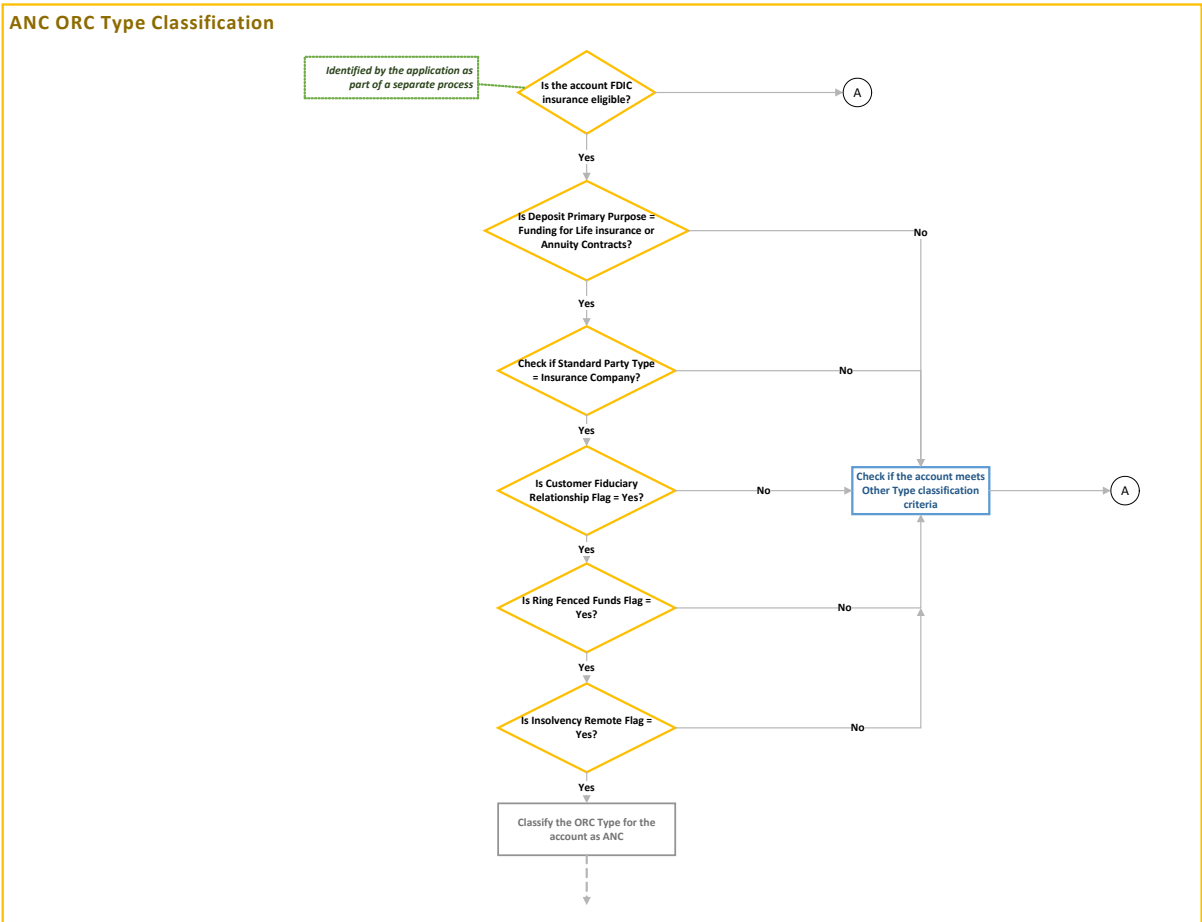 ANC ORC Type Classification
Identified by the application as
part of a separate process
Is the account FDIC
insurance eligible?
A
Yes
Is Deposit Primary Purpose =
Funding for Life insurance or
Annuity Contracts?
No
Yes
Check if Standard Party Type
= Insurance Company?
No
Yes
Is Customer Fiduciary
Relationship Flag = Yes?
No
Check if the account meets
Other Type classification
criteria
A
Yes
Is Ring Fenced Funds Flag =
Yes?
No
Yes
Is Insolvency Remote Flag =
Yes?
No
Yes
Classify the ORC Type for the
account as ANC